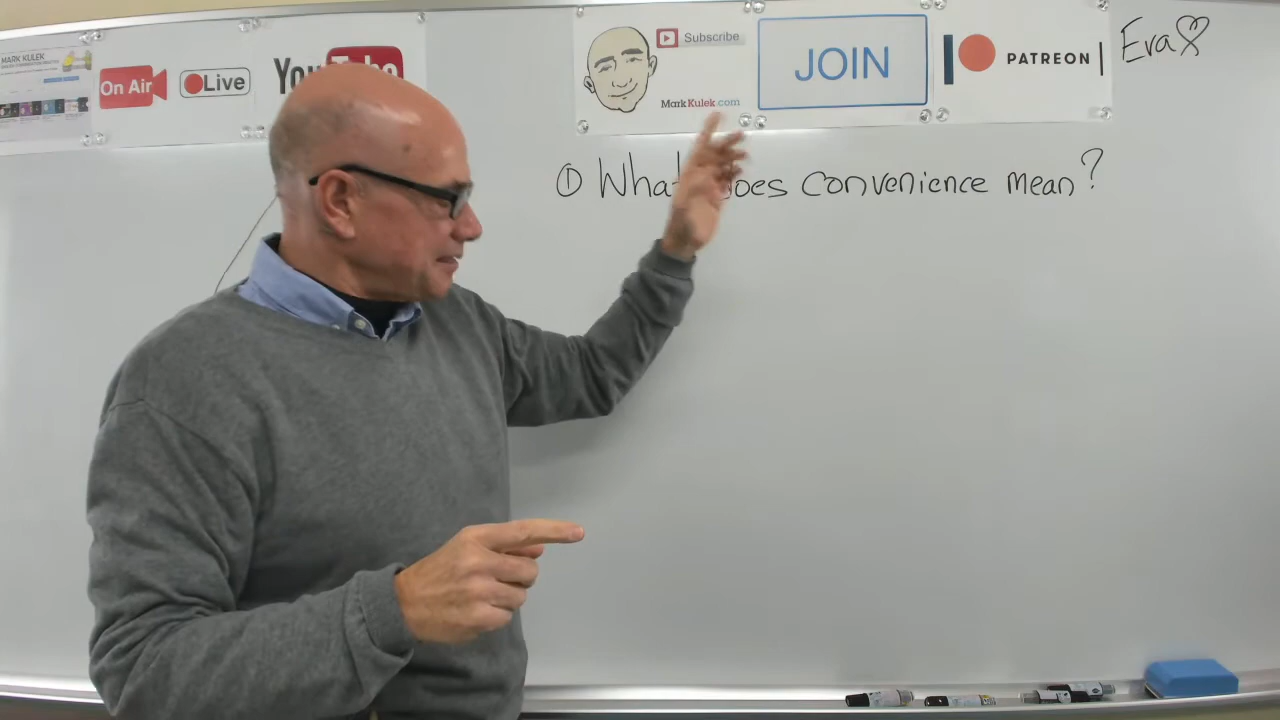 MARK KULEK
On Air
Live
YouTube
Subscribe
MarkKulek.com
JOIN
PATREON
Eva
① What does convenience mean?